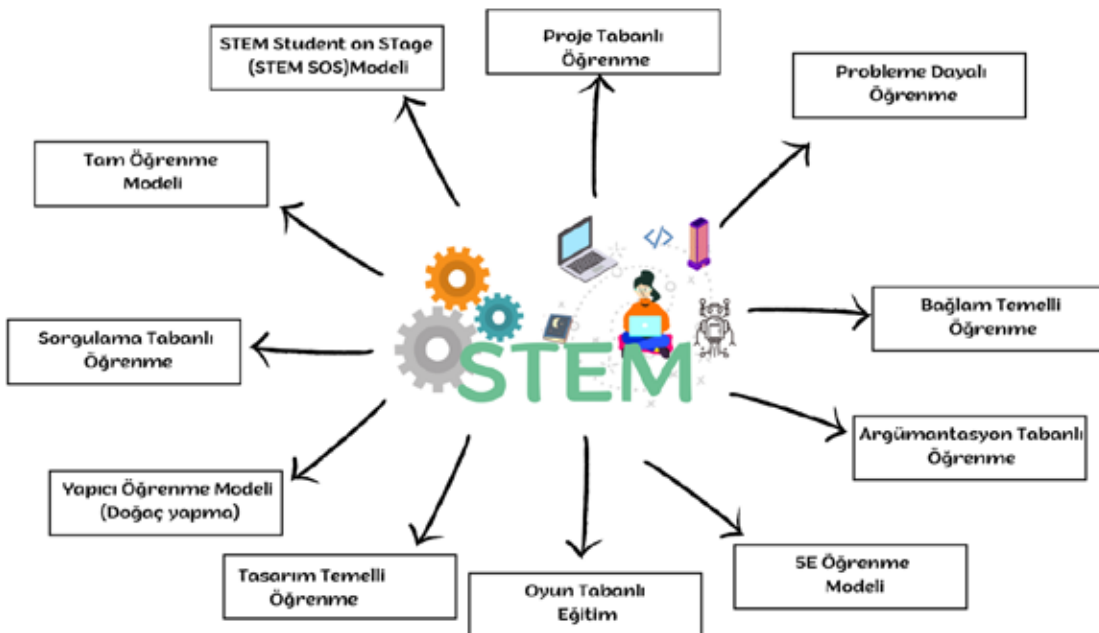 STEM Student on STage
(STEM SOS)Modeli
Proje Tabanlı
Öğrenme
Probleme Dayalı
Öğrenme
Tam Öğrenme
Modeli
Bağlam Temelli
Öğrenme
Sorgulama Tabanlı
Öğrenme
STEM
Argümantasyon Tabanlı
Öğrenme
Yapıcı Öğrenme Modeli
(Doğaç yapma)
5E Öğrenme
Modeli
Tasarım Temelli
Öğrenme
Oyun Tabanlı
Eğitim